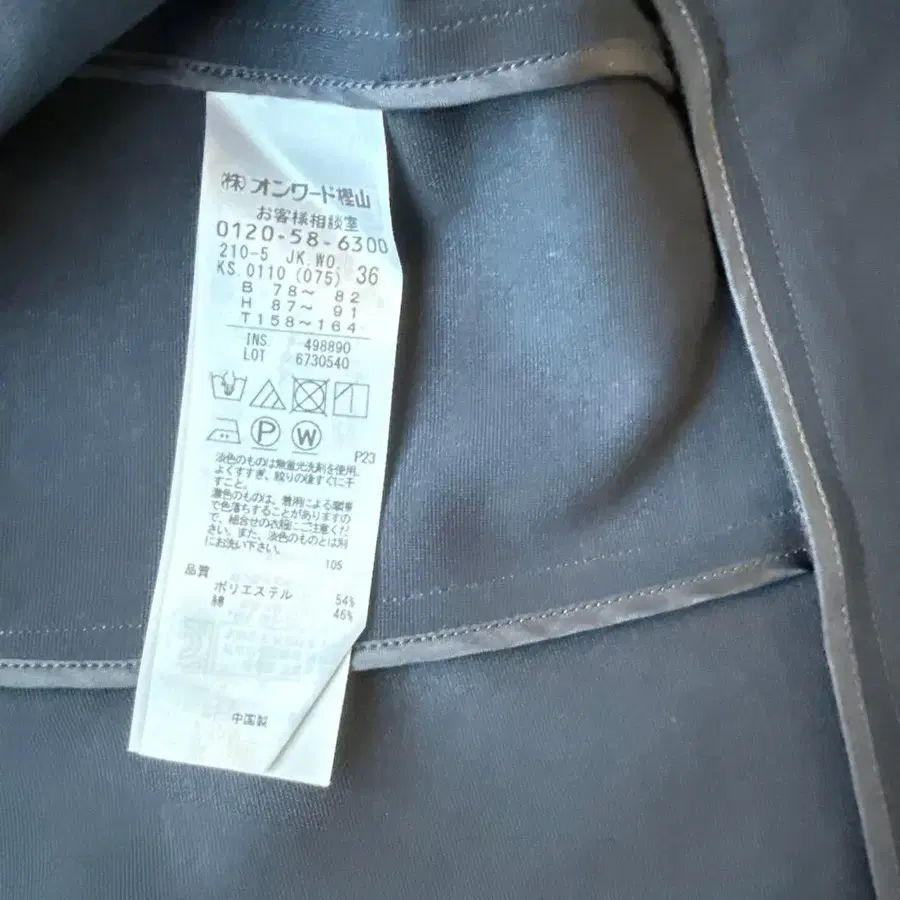 ㈱オンワード樫山
お客様相談室
0120-58-6300
210-5 JK.WO 36
KS.0110 (075)
B 78～ 82
H 87～ 91
T158～164
INS. 498890
LOT 6730540
P W
P23
淡色のものは無蛍光洗剤を使用。
よくすすぎ、絞りの後すぐに干
すこと。
濃色のものは、着用による摩擦
で色落ちすることがありますの
で、組合せの衣服にご注意くだ
さい。また、淡色のものとは別
にお洗い下さい。
105
品質
ポリエステル 54%
綿 46%
中国製